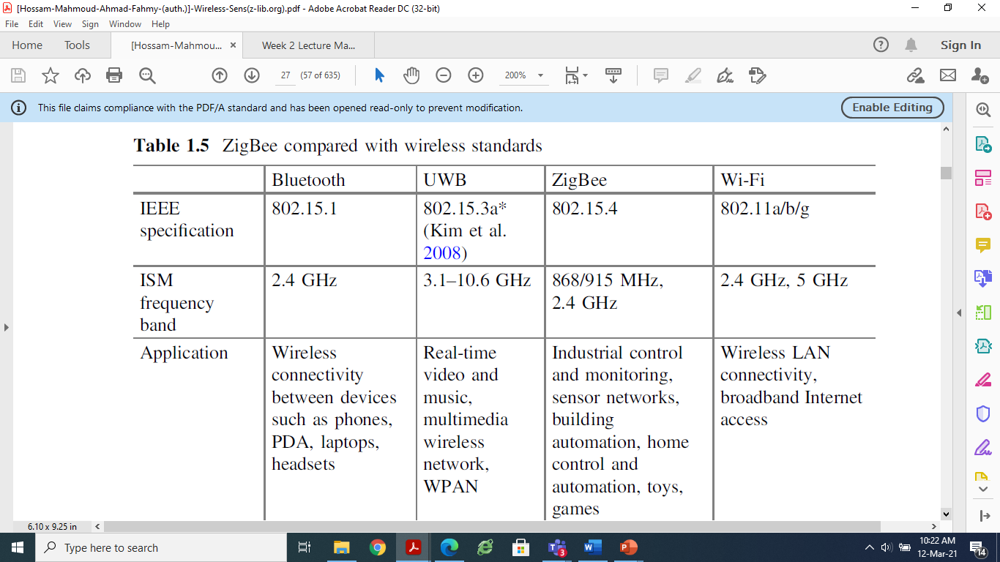 [Hossam-Mahmoud-Ahmad-Fahmy-(auth.)]-Wireless-Sens(z-lib.org).pdf - Adobe Acrobat Reader DC (32-bit)
File Edit View Sign Window Help
Home Tools [Hossam-Mahmou... × Week 2 Lecture Ma... Sign In
27 (57 of 635) 200%
This file claims compliance with the PDF/A standard and has been opened read-only to prevent modification. Enable Editing
Table 1.5 ZigBee compared with wireless standards
Bluetooth UWB ZigBee Wi-Fi
IEEE 802.15.1 802.15.3a* 802.15.4 802.11a/b/g
specification (Kim et al.
2008)
ISM 2.4 GHz 3.1–10.6 GHz 868/915 MHz, 2.4 GHz, 5 GHz
frequency 2.4 GHz
band
Application Wireless Real-time Industrial control Wireless LAN
connectivity video and and monitoring, connectivity,
between devices music, sensor networks, broadband Internet
such as phones, multimedia building access
PDA, laptops, wireless automation, home
headsets network, control and
WPAN automation, toys,
games
6.10 x 9.25 in
Type here to search 3 10:22 AM
12-Mar-21 14